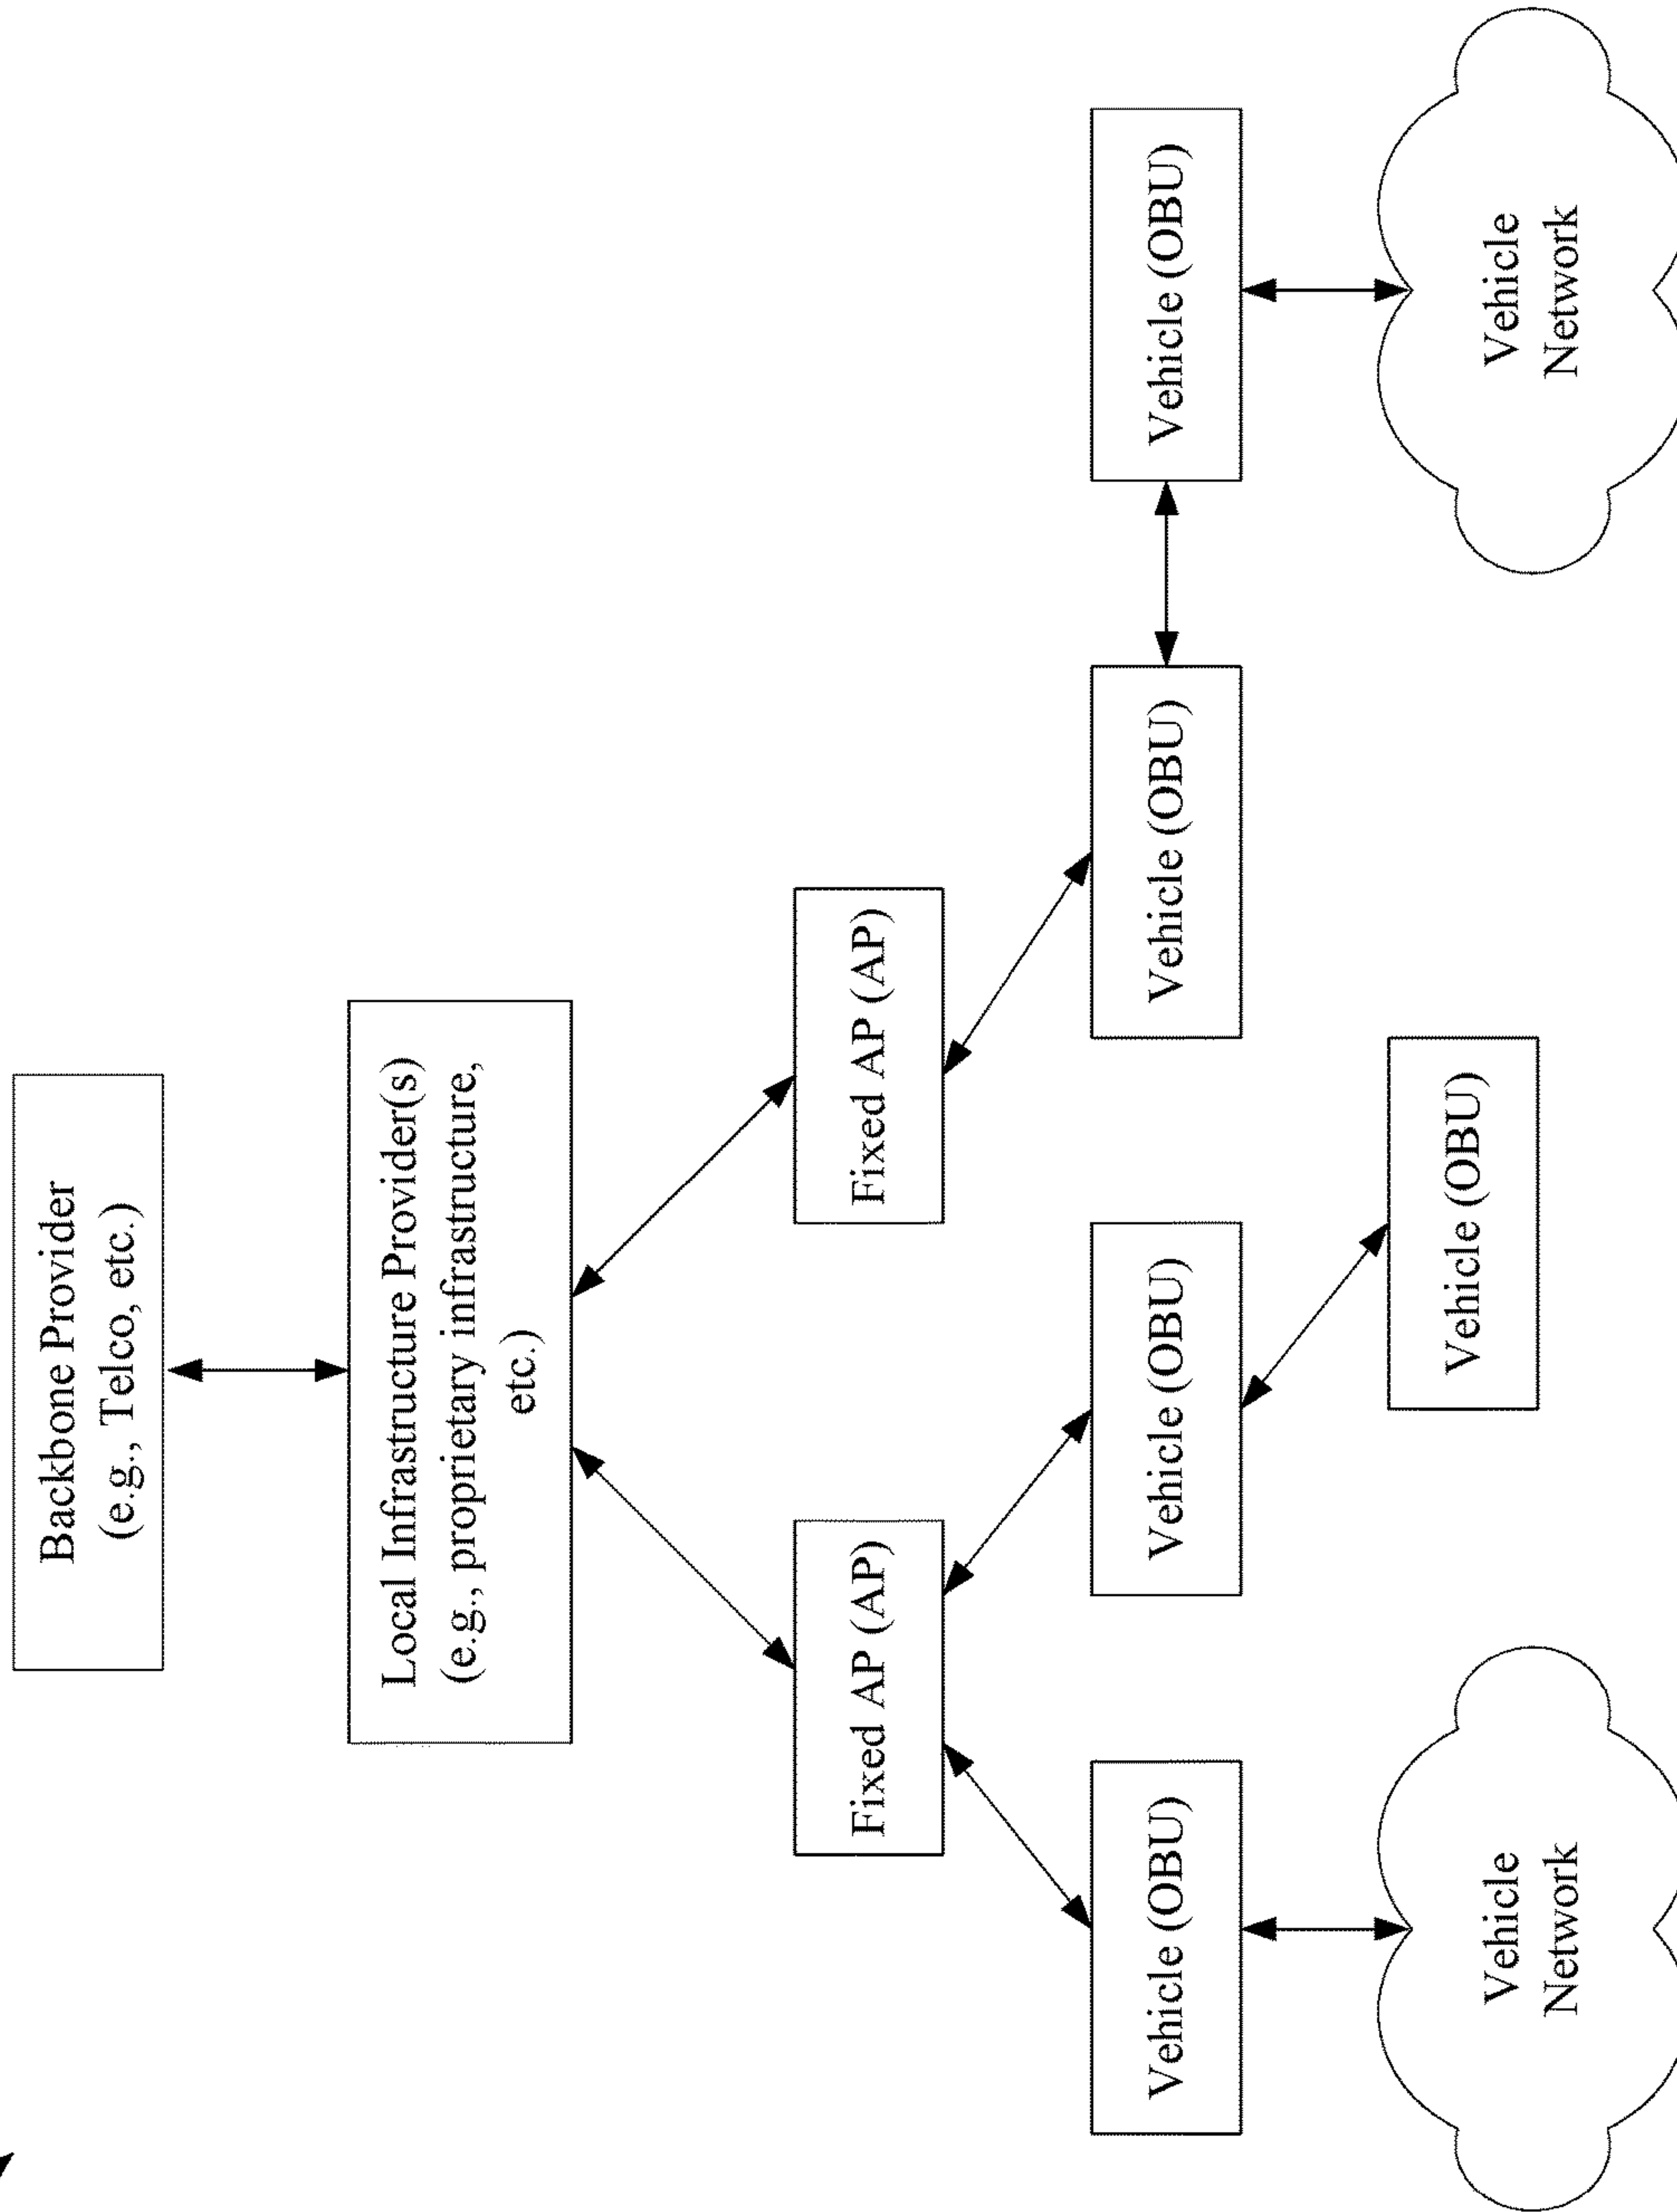 Backbone Provider
(e.g., Telco, etc.)
Local Infrastructure Provider(s)
(e.g., proprietary infrastructure,
etc.)
Fixed AP (AP)
Fixed AP (AP)
Vehicle (OBU)
Vehicle (OBU)
Vehicle (OBU)
Vehicle (OBU)
Vehicle (OBU)
Vehicle
Network
Vehicle
Network